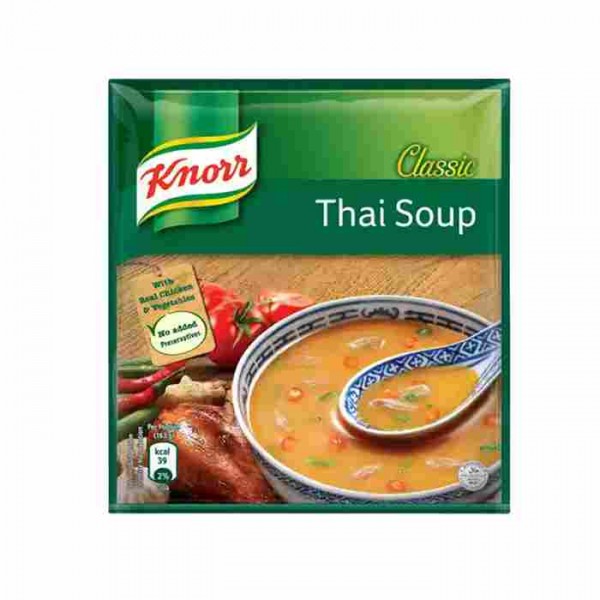 Knorr
Classic
Thai Soup
With
Real Chicken
& Vegetables
No added
Preservatives
kcal
39
2%